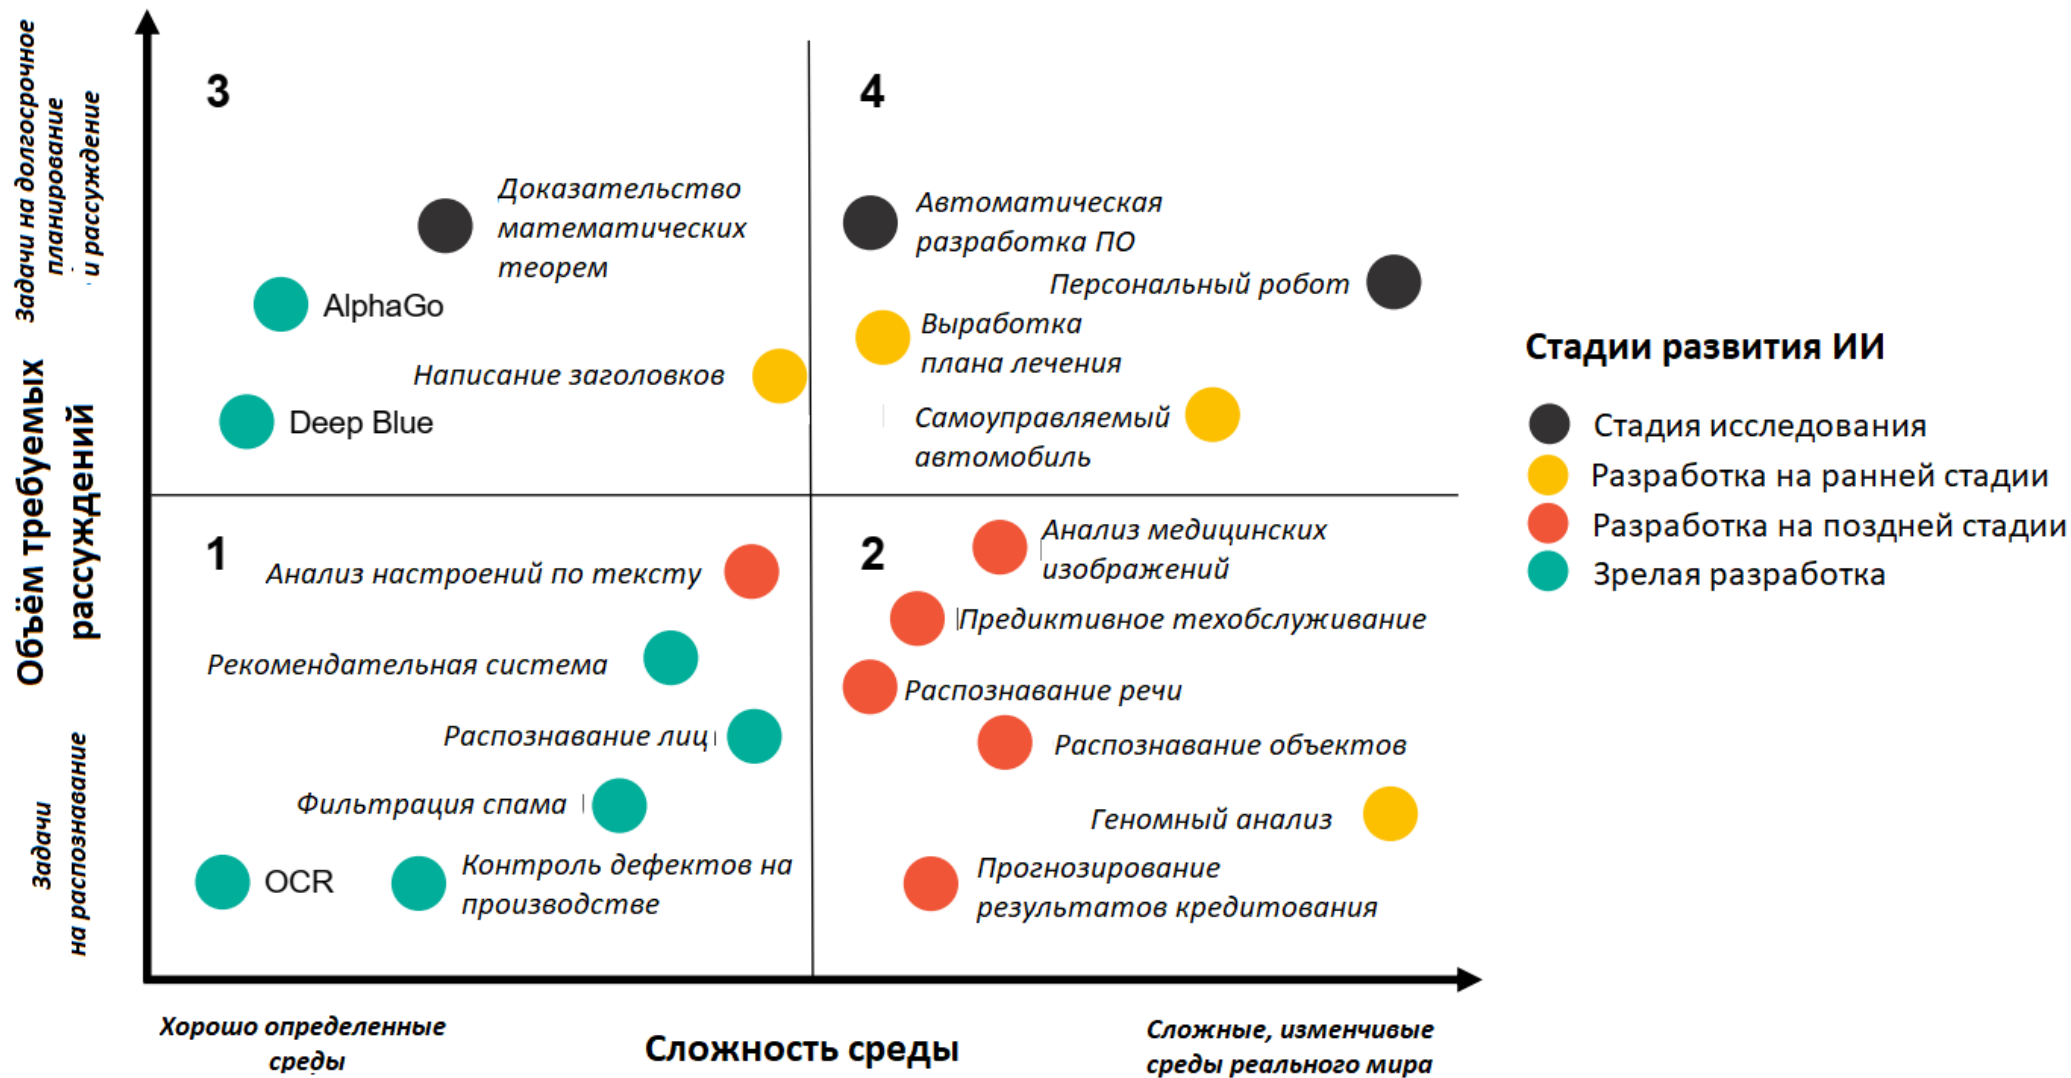 Задачи на долгосрочное
планирование
и рассуждение
Объём требуемых
рассуждений
Задачи
на распознавание
3
Доказательство
математических
теорем
AlphaGo
Написание заголовков
Deep Blue
4
Автоматическая
разработка ПО
Персональный робот
Выработка
плана лечения
Самоуправляемый
автомобиль
1
Анализ настроений по тексту
Рекомендательная система
Распознавание лиц
Фильтрация спама
OCR
Контроль дефектов на
производстве
2
Анализ медицинских
изображений
Предиктивное техобслуживание
Распознавание речи
Распознавание объектов
Геномный анализ
Прогнозирование
результатов кредитования
Хорошо определенные
среды
Сложность среды
Сложные, изменчивые
среды реального мира
Стадии развития ИИ
Стадия исследования
Разработка на ранней стадии
Разработка на поздней стадии
Зрелая разработка